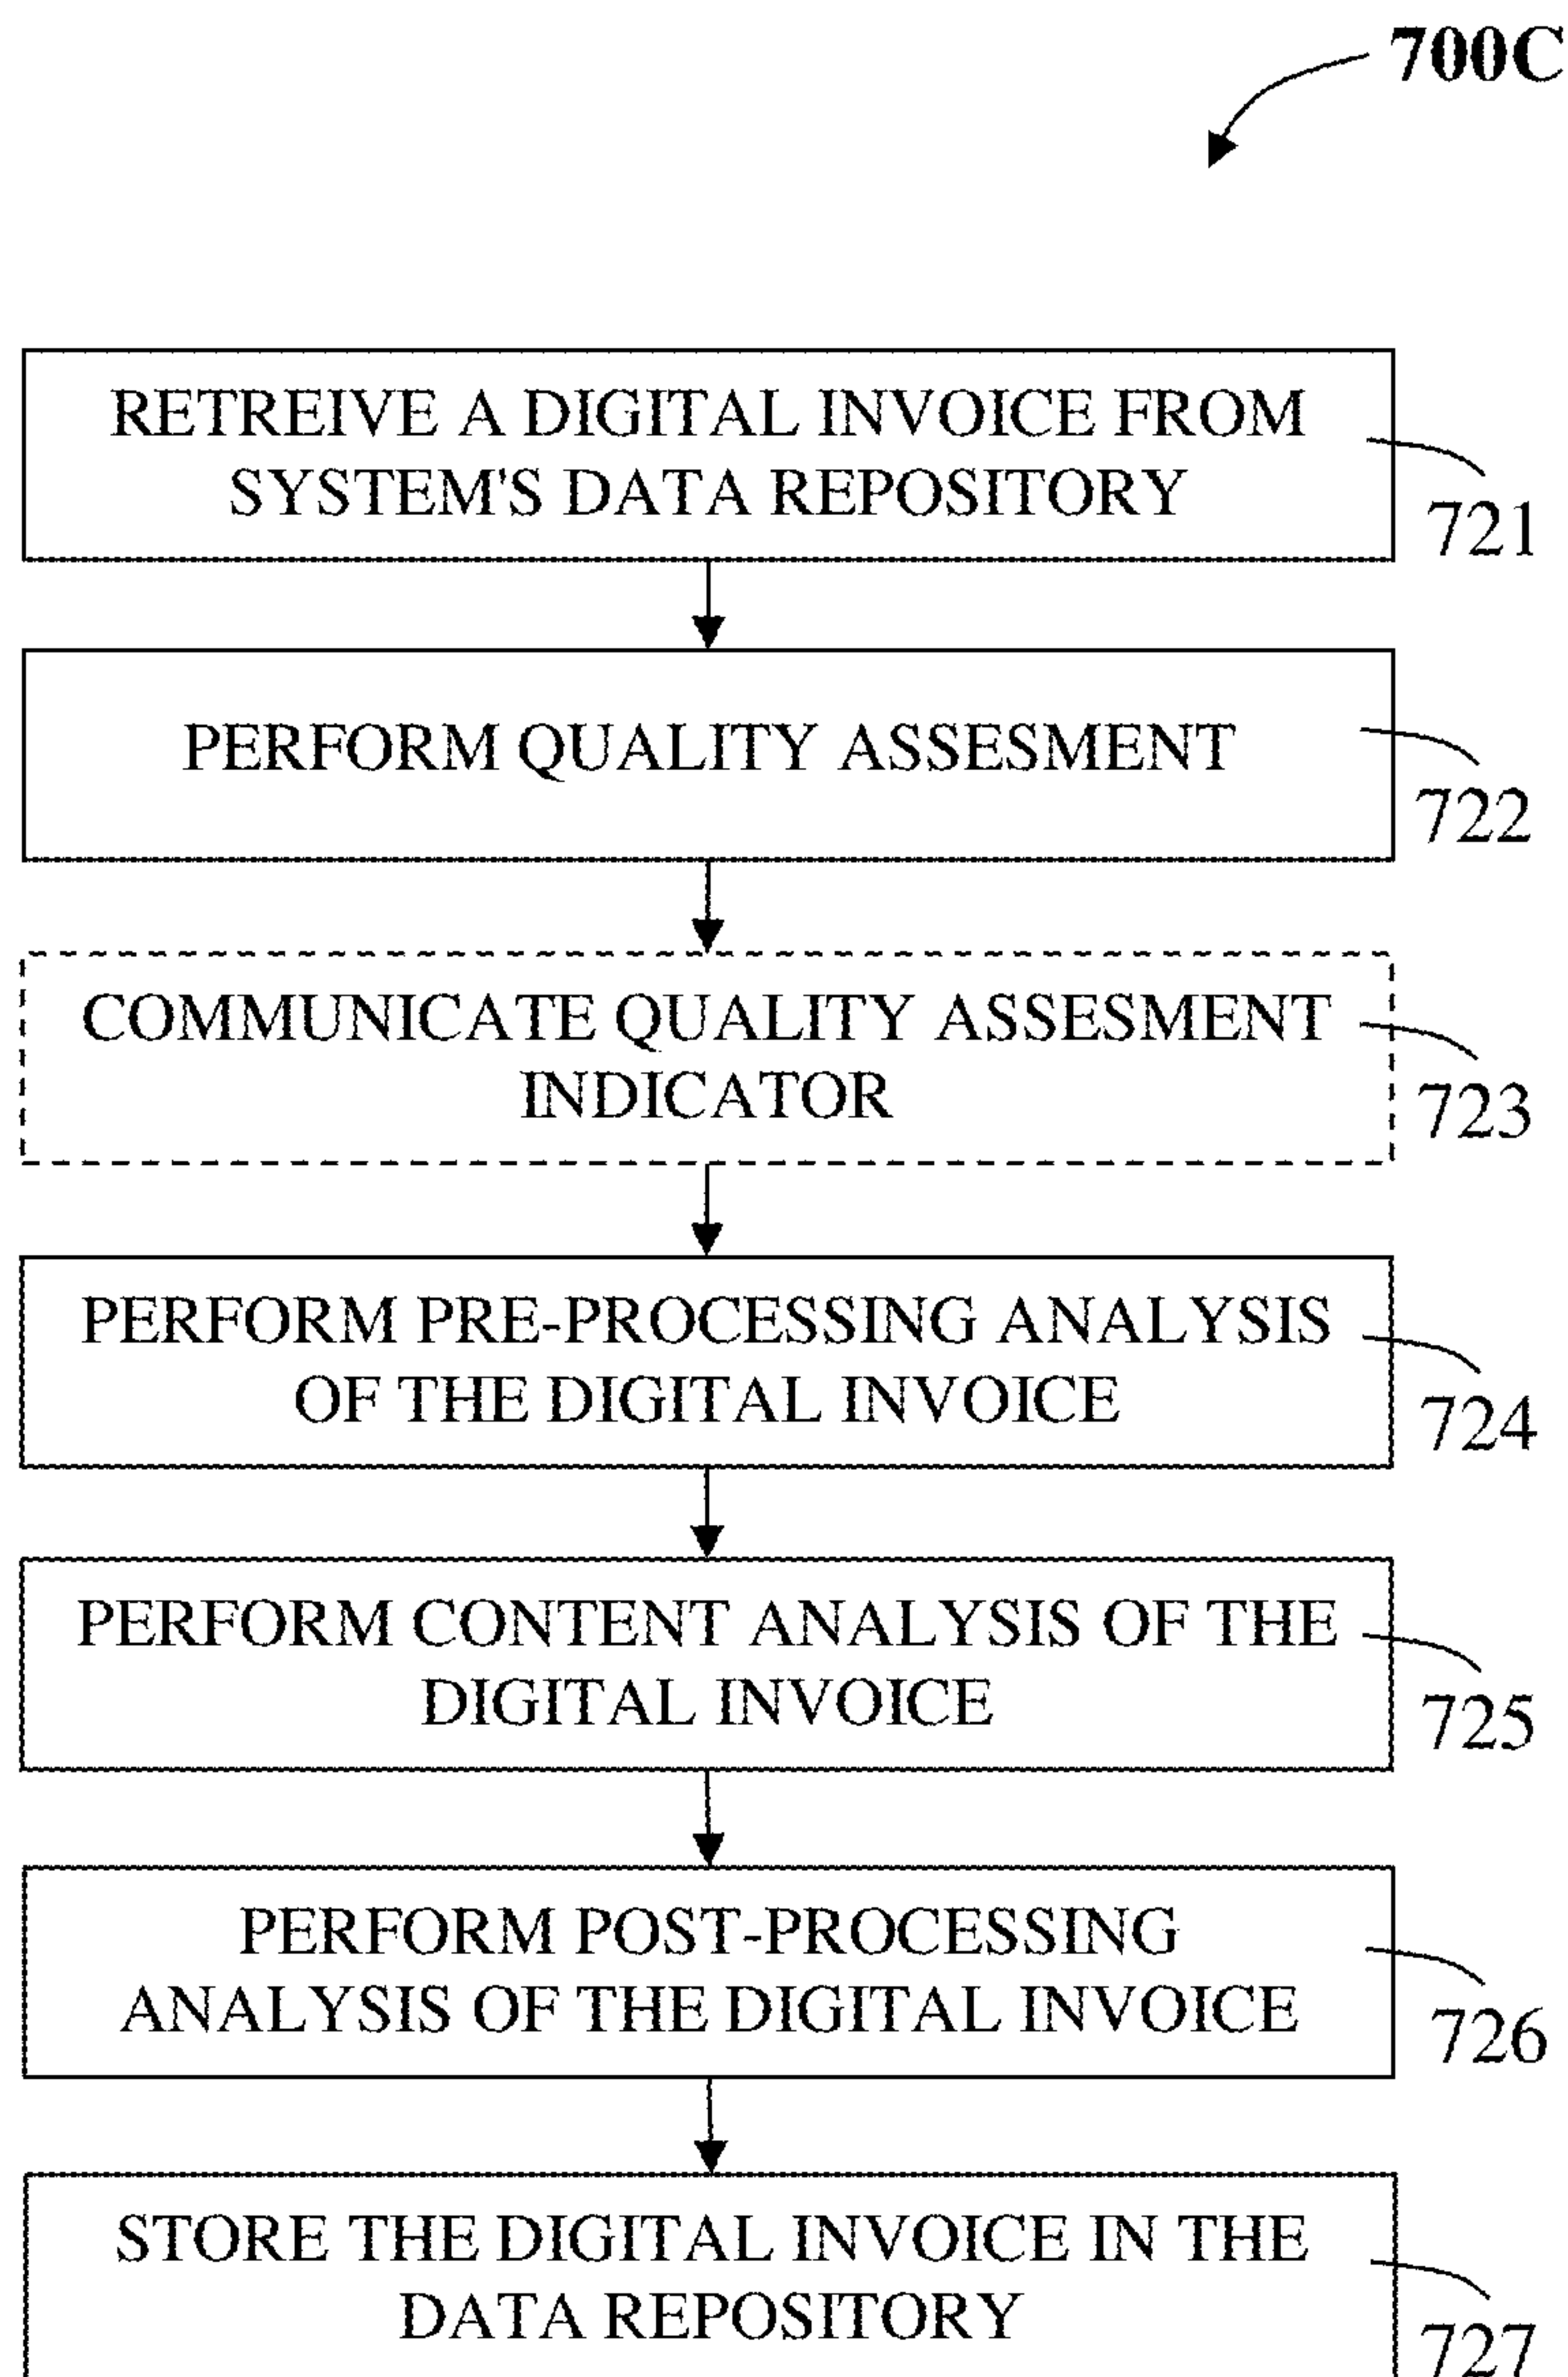 700C
RETREIVE A DIGITAL INVOICE FROM
SYSTEM'S DATA REPOSITORY
721
PERFORM QUALITY ASSESMENT
722
COMMUNICATE QUALITY ASSESMENT
INDICATOR
723
PERFORM PRE-PROCESSING ANALYSIS
OF THE DIGITAL INVOICE
724
PERFORM CONTENT ANALYSIS OF THE
DIGITAL INVOICE
725
PERFORM POST-PROCESSING
ANALYSIS OF THE DIGITAL INVOICE
726
STORE THE DIGITAL INVOICE IN THE
DATA REPOSITORY
727